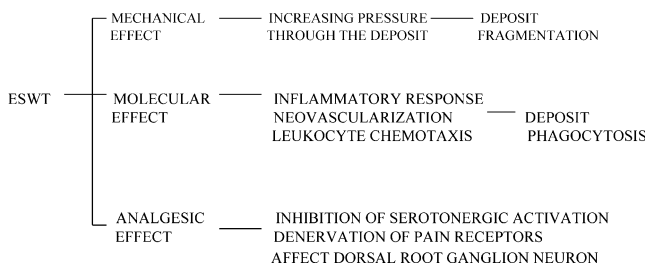 MECHANICAL EFFECT
INCREASING PRESSURE THROUGH THE DEPOSIT
DEPOSIT FRAGMENTATION
ESWT
MOLECULAR EFFECT
INFLAMMATORY RESPONSE
NEOVASCULARIZATION
LEUKOCYTE CHEMOTAXIS
DEPOSIT PHAGOCYTOSIS
ANALGESIC EFFECT
INHIBITION OF SEROTONERGIC ACTIVATION
DENERVATION OF PAIN RECEPTORS
AFFECT DORSAL ROOT GANGLION NEURON